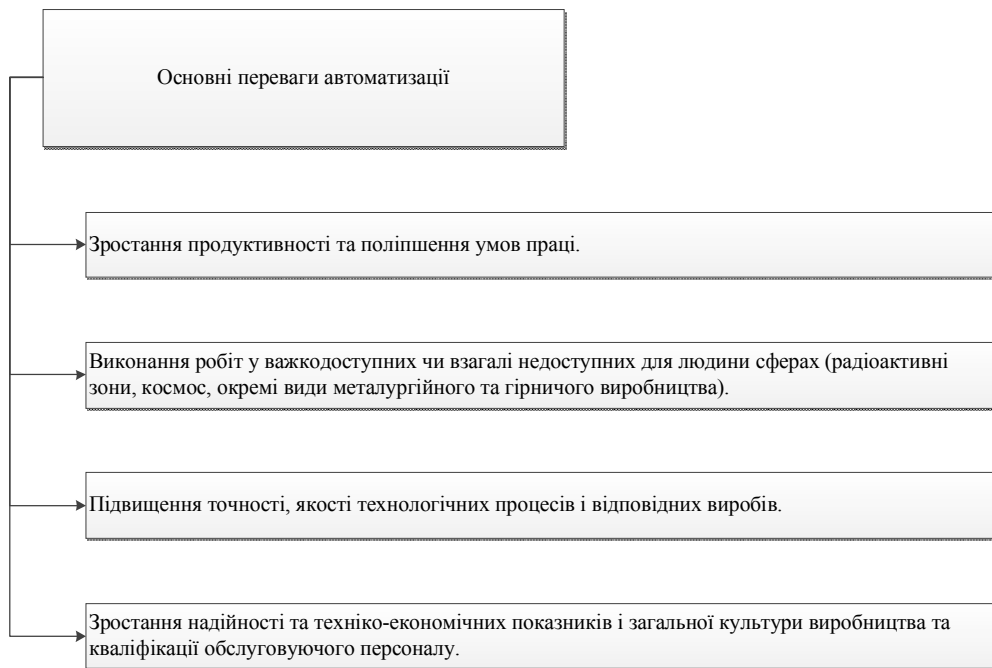 Основні переваги автоматизації
Зростання продуктивності та поліпшення умов праці.
Виконання робіт у важкодоступних чи взагалі недоступних для людини сферах (радіоактивні
зони, космос, окремі види металургійного та гірничого виробництва).
Підвищення точності, якості технологічних процесів і відповідних виробів.
Зростання надійності та техніко-економічних показників і загальної культури виробництва та
кваліфікації обслуговуючого персоналу.